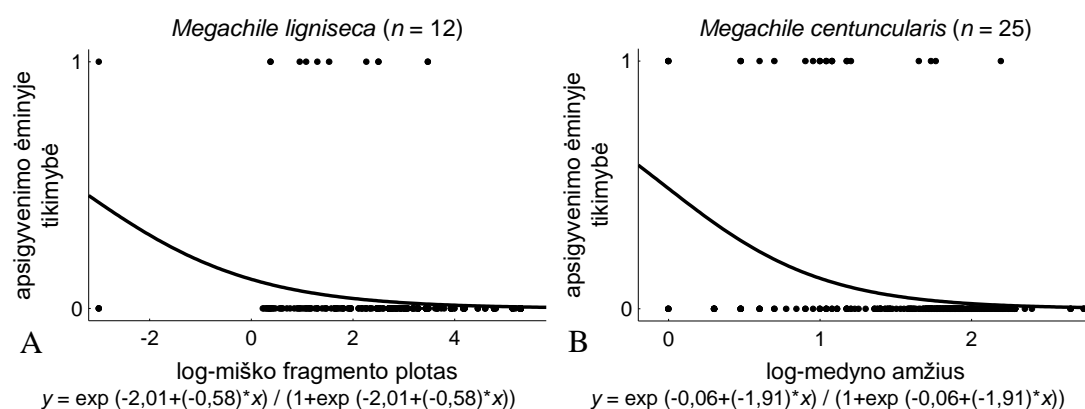 Megachile ligniseca (n = 12)
1
apsigyvenimo ėminyje
tikimybė
0
-2
0
2
4
A
log-miško fragmento plotas
y = exp (-2,01+(-0,58)*x) / (1+exp (-2,01+(-0,58)*x))
Megachile centuncularis (n = 25)
1
apsigyvenimo ėminyje
tikimybė
0
0
1
2
B
log-medyno amžius
y = exp (-0,06+(-1,91)*x) / (1+exp (-0,06+(-1,91)*x))